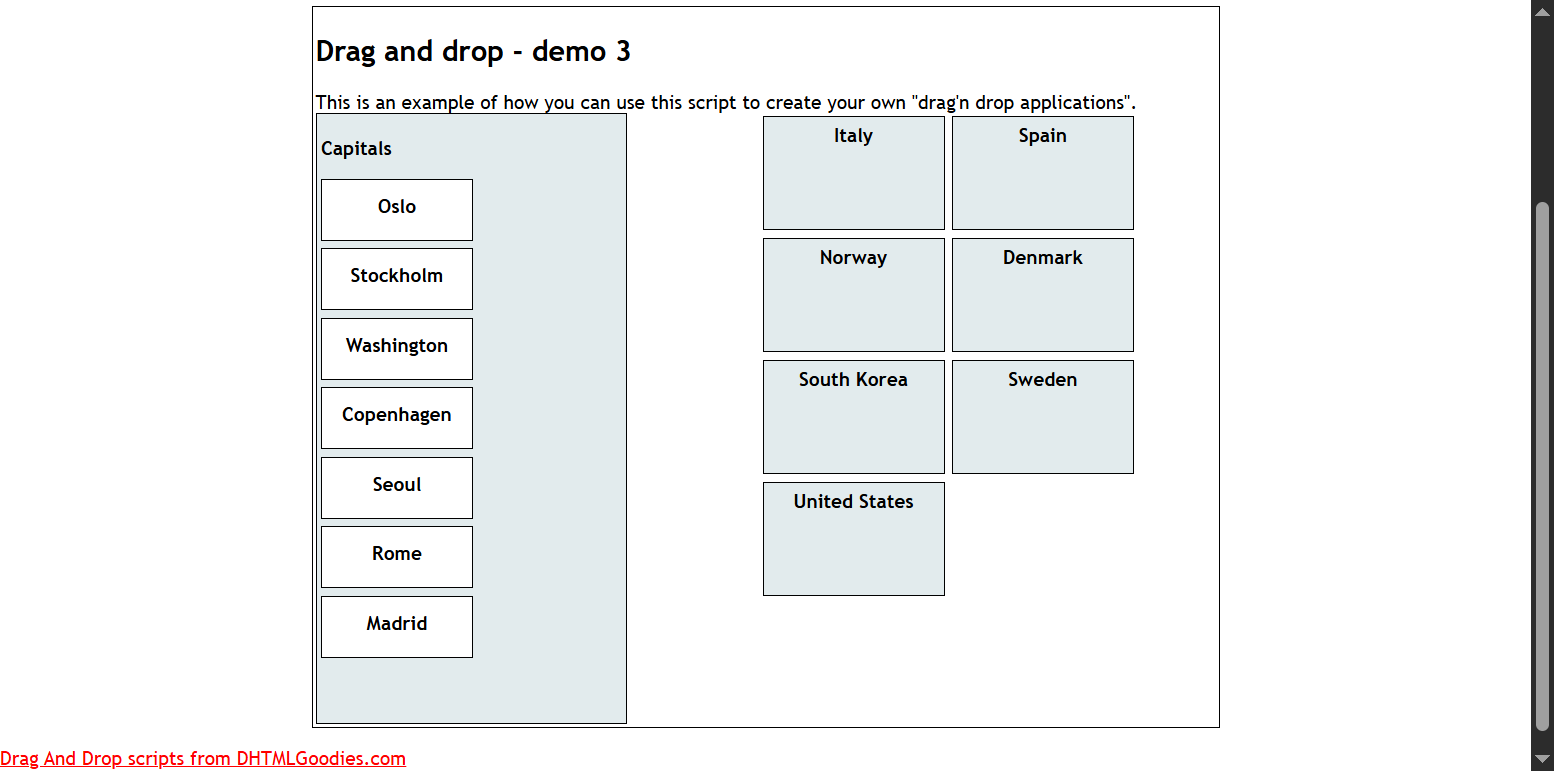 Drag and drop - demo 3
This is an example of how you can use this script to create your own "drag'n drop applications".
Capitals
Oslo
Stockholm
Washington
Copenhagen
Seoul
Rome
Madrid
Italy
Spain
Norway
Denmark
South Korea
Sweden
United States
Drag And Drop scripts from DHTMLGoodies.com